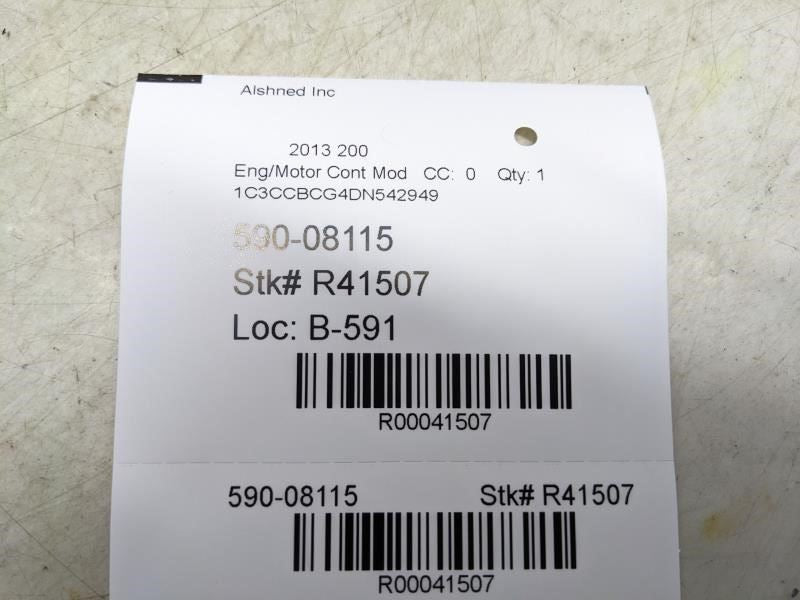 Alshned Inc
2013 200
Eng/Motor Cont Mod CC: 0 Qty: 1
1C3CCBCG4DN542949
590-08115
Stk# R41507
Loc: B-591
R00041507
590-08115 Stk# R41507
R00041507